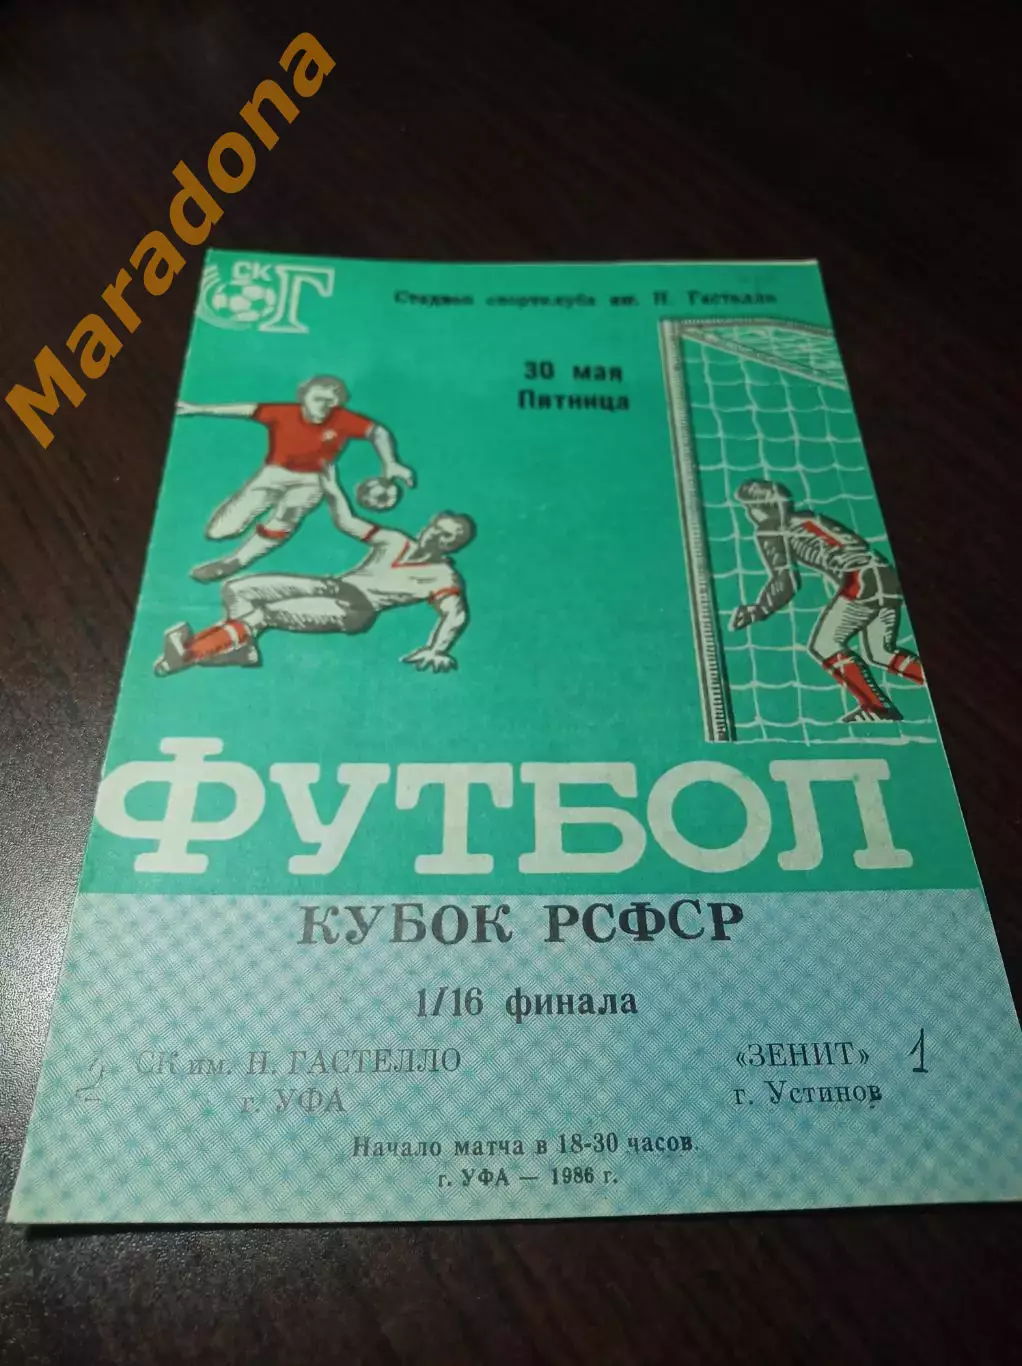 Maradona
СК
Г
Стадион спортклуба им. Н. Гастелло
30 мая
Пятница
ФУТБОЛ
КУБОК РСФСР
1/16 финала
2 СК им. Н. ГАСТЕЛЛО «ЗЕНИТ» 1
г. УФА г. Устинов
Начало матча в 18-30 часов.
г. УФА — 1986 г.